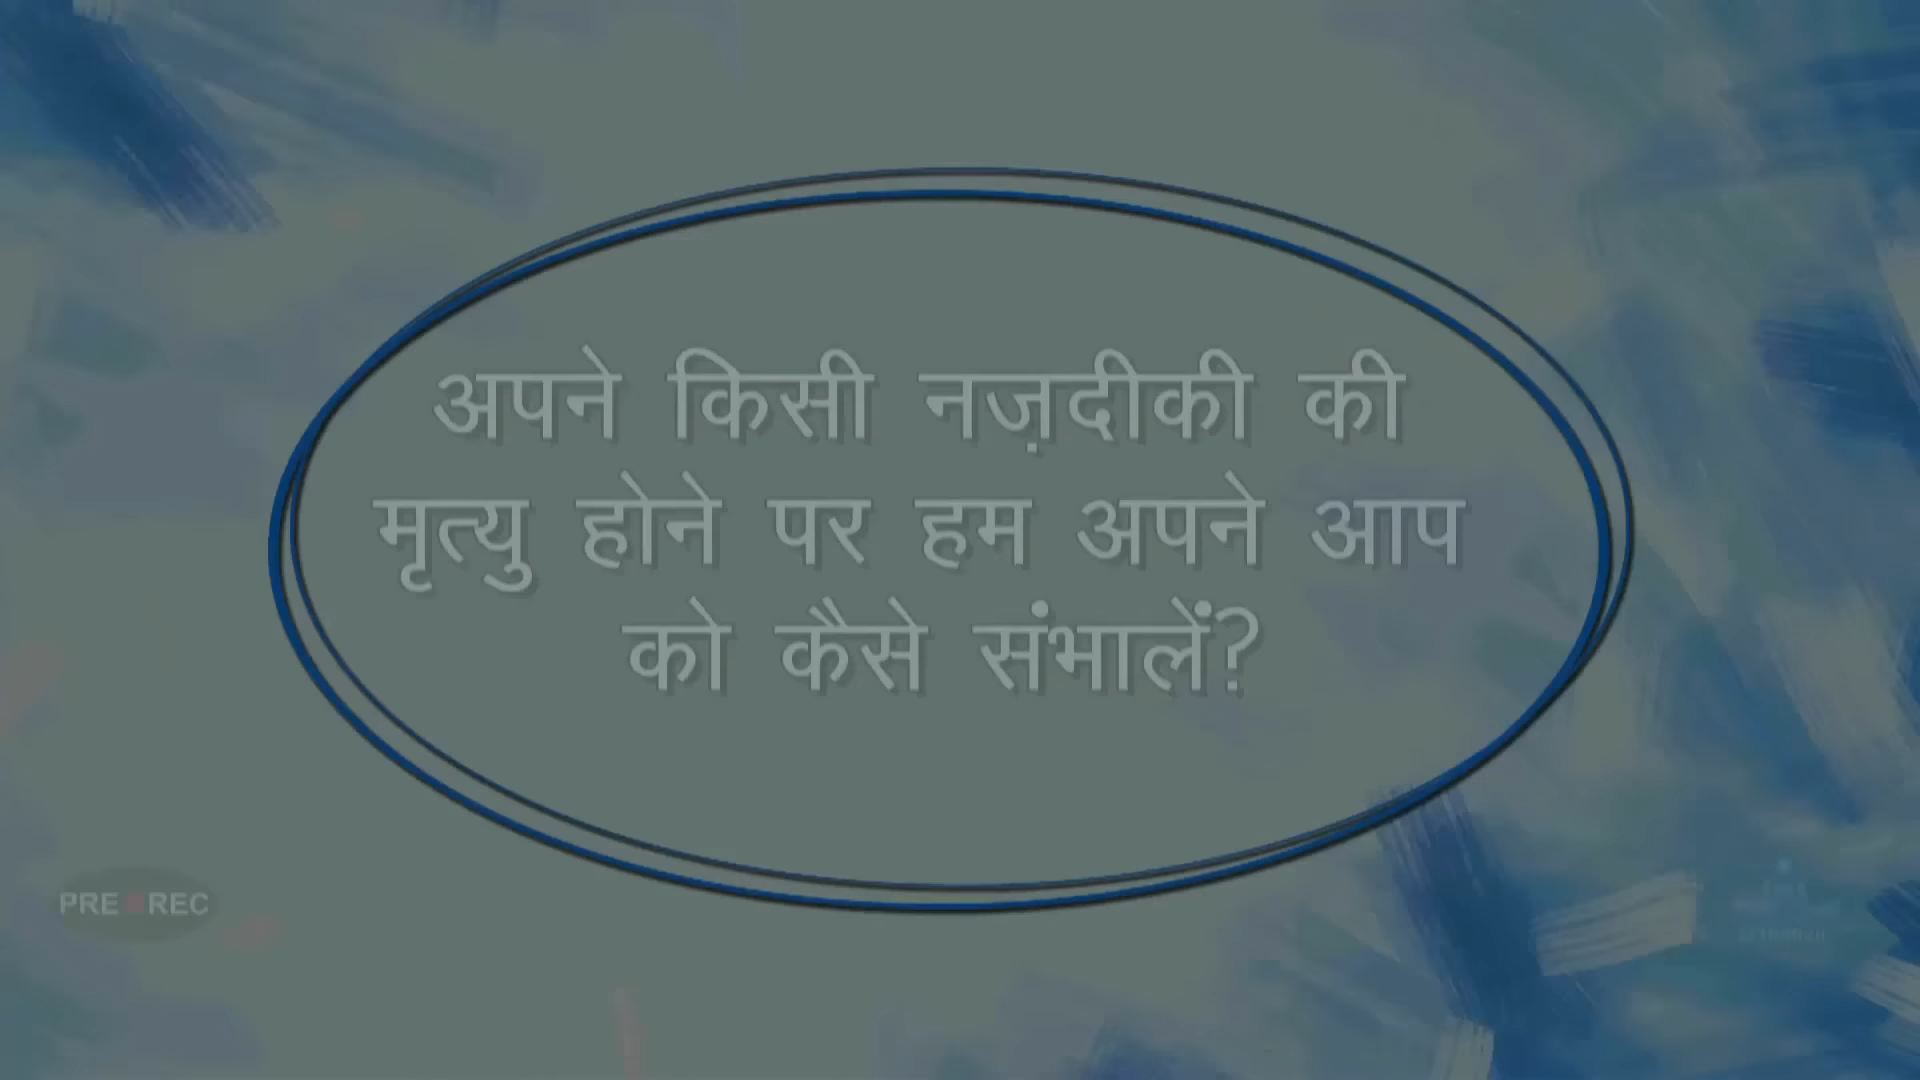 अपने किसी नज़दीकी की
मृत्यु होने पर हम अपने आप
को कैसे संभालें?
PRE REC